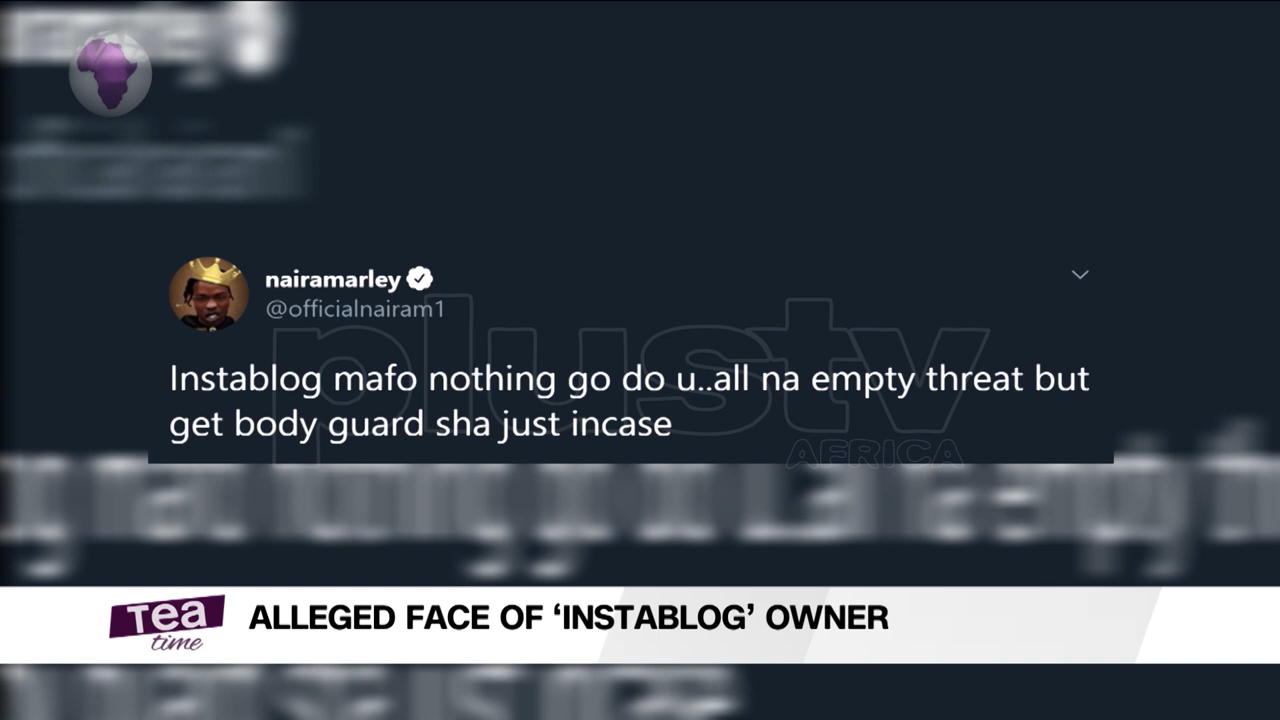 nairamarley
@officialnairam1
Instablog mafo nothing go do u..all na empty threat but
get body guard sha just incase
plustv
AFRICA
Tea
time
ALLEGED FACE OF ‘INSTABLOG’ OWNER